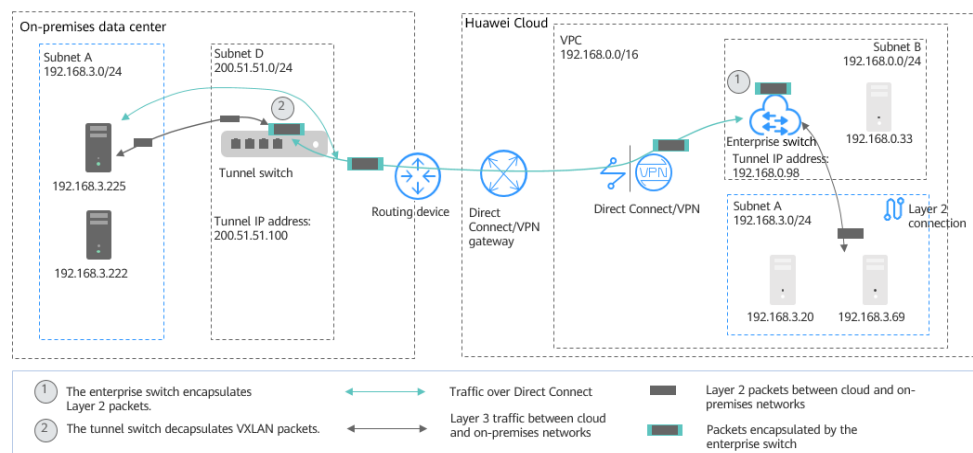 On-premises data center
Subnet A
192.168.3.0/24
192.168.3.225
192.168.3.222
Subnet D
200.51.51.0/24
2
Tunnel switch
Tunnel IP address:
200.51.51.100
Routing device
Huawei Cloud
Direct
Connect/VPN
gateway
VPC
192.168.0.0/16
VPN
Direct Connect/VPN
Subnet B
192.168.0.0/24
1
Enterprise switch
Tunnel IP address:
192.168.0.98
192.168.0.33
Subnet A
192.168.3.0/24
Layer 2
connection
192.168.3.20
192.168.3.69
1
The enterprise switch encapsulates
Layer 2 packets.
2
The tunnel switch decapsulates VXLAN packets.
Traffic over Direct Connect
Layer 3 traffic between cloud
and on-premises networks
Layer 2 packets between cloud and on-
premises networks
Packets encapsulated by the
enterprise switch